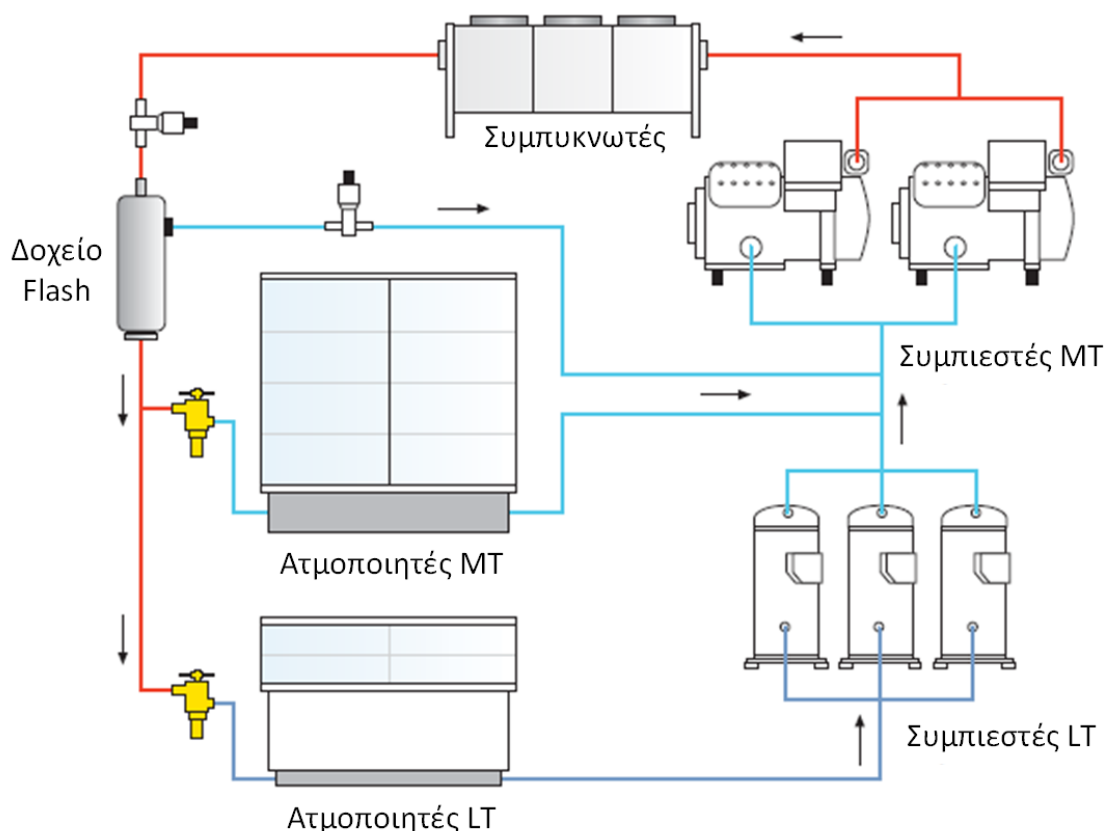 Συμπυκνωτές
Δοχείο
Flash
Συμπιεστές MT
Ατμοποιητές MT
Συμπιεστές LT
Ατμοποιητές LT